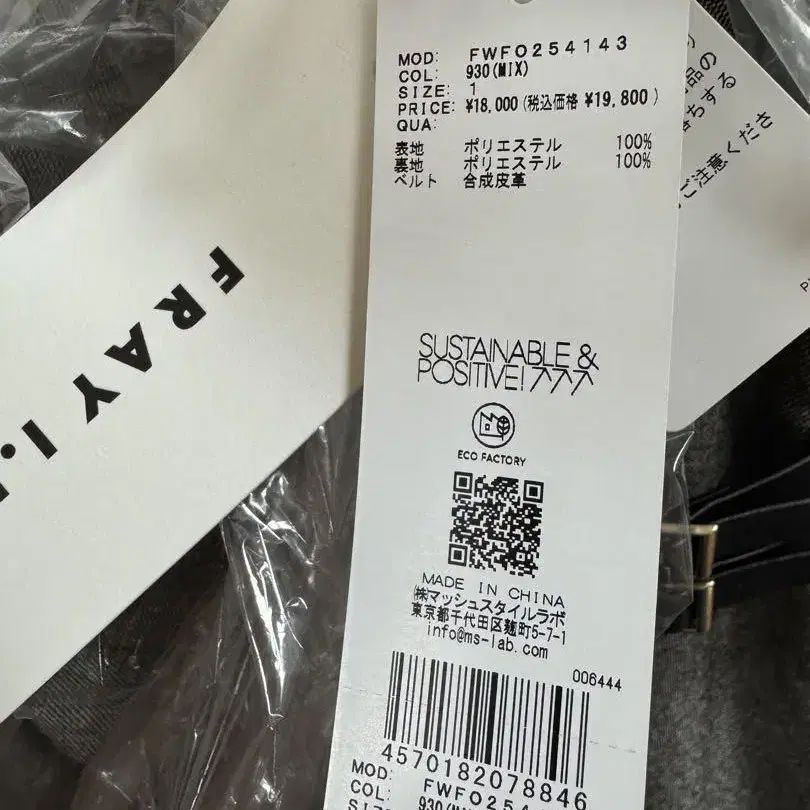 MOD: FWFO254143
COL: 930(MIX)
SIZE: 1
PRICE: ¥18,000(税込価格 ¥19,800)
QUA:
表地 ポリエステル 100%
裏地 ポリエステル 100%
ベルト 合成皮革
SUSTAINABLE &
POSITIVE!
ECO FACTORY
MADE IN CHINA
㈱マッシュスタイルラボ
東京都千代田区麹町5-7-1
info@ms-lab.com
006444
4570182078846
MOD: FWFO2541
COL: 930(M
FRAY I.
品の
ちする
ご注意くださ